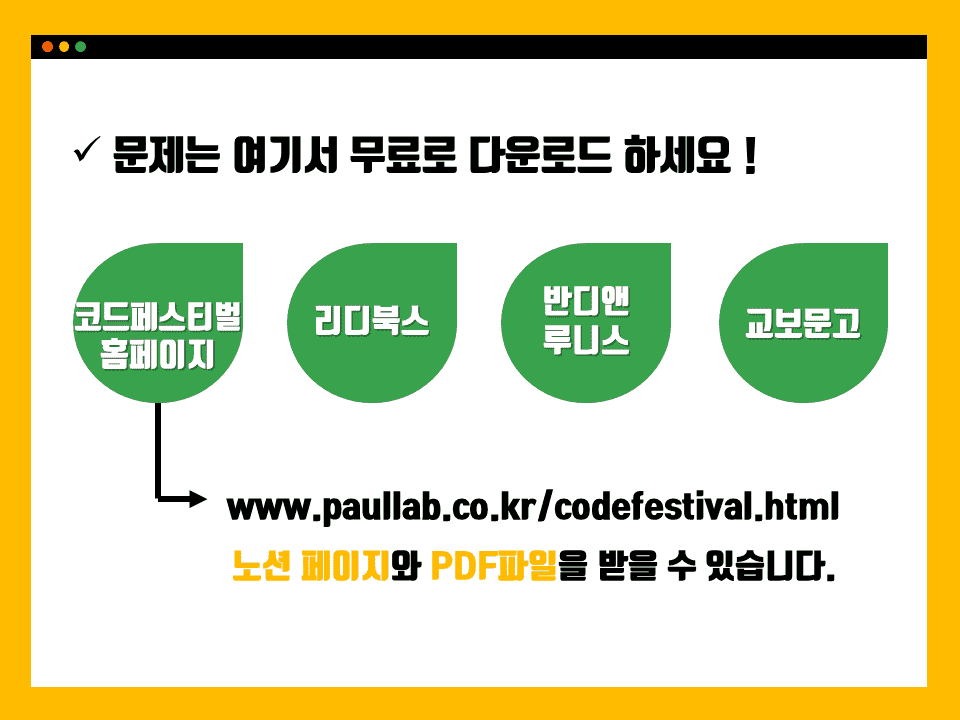 ✓ 문제는 여기서 무료로 다운로드 하세요 !
코드페스티벌
홈페이지
리디북스
반디앤
루니스
교보문고
www.paullab.co.kr/codefestival.html
노션 페이지와 PDF파일을 받을 수 있습니다.